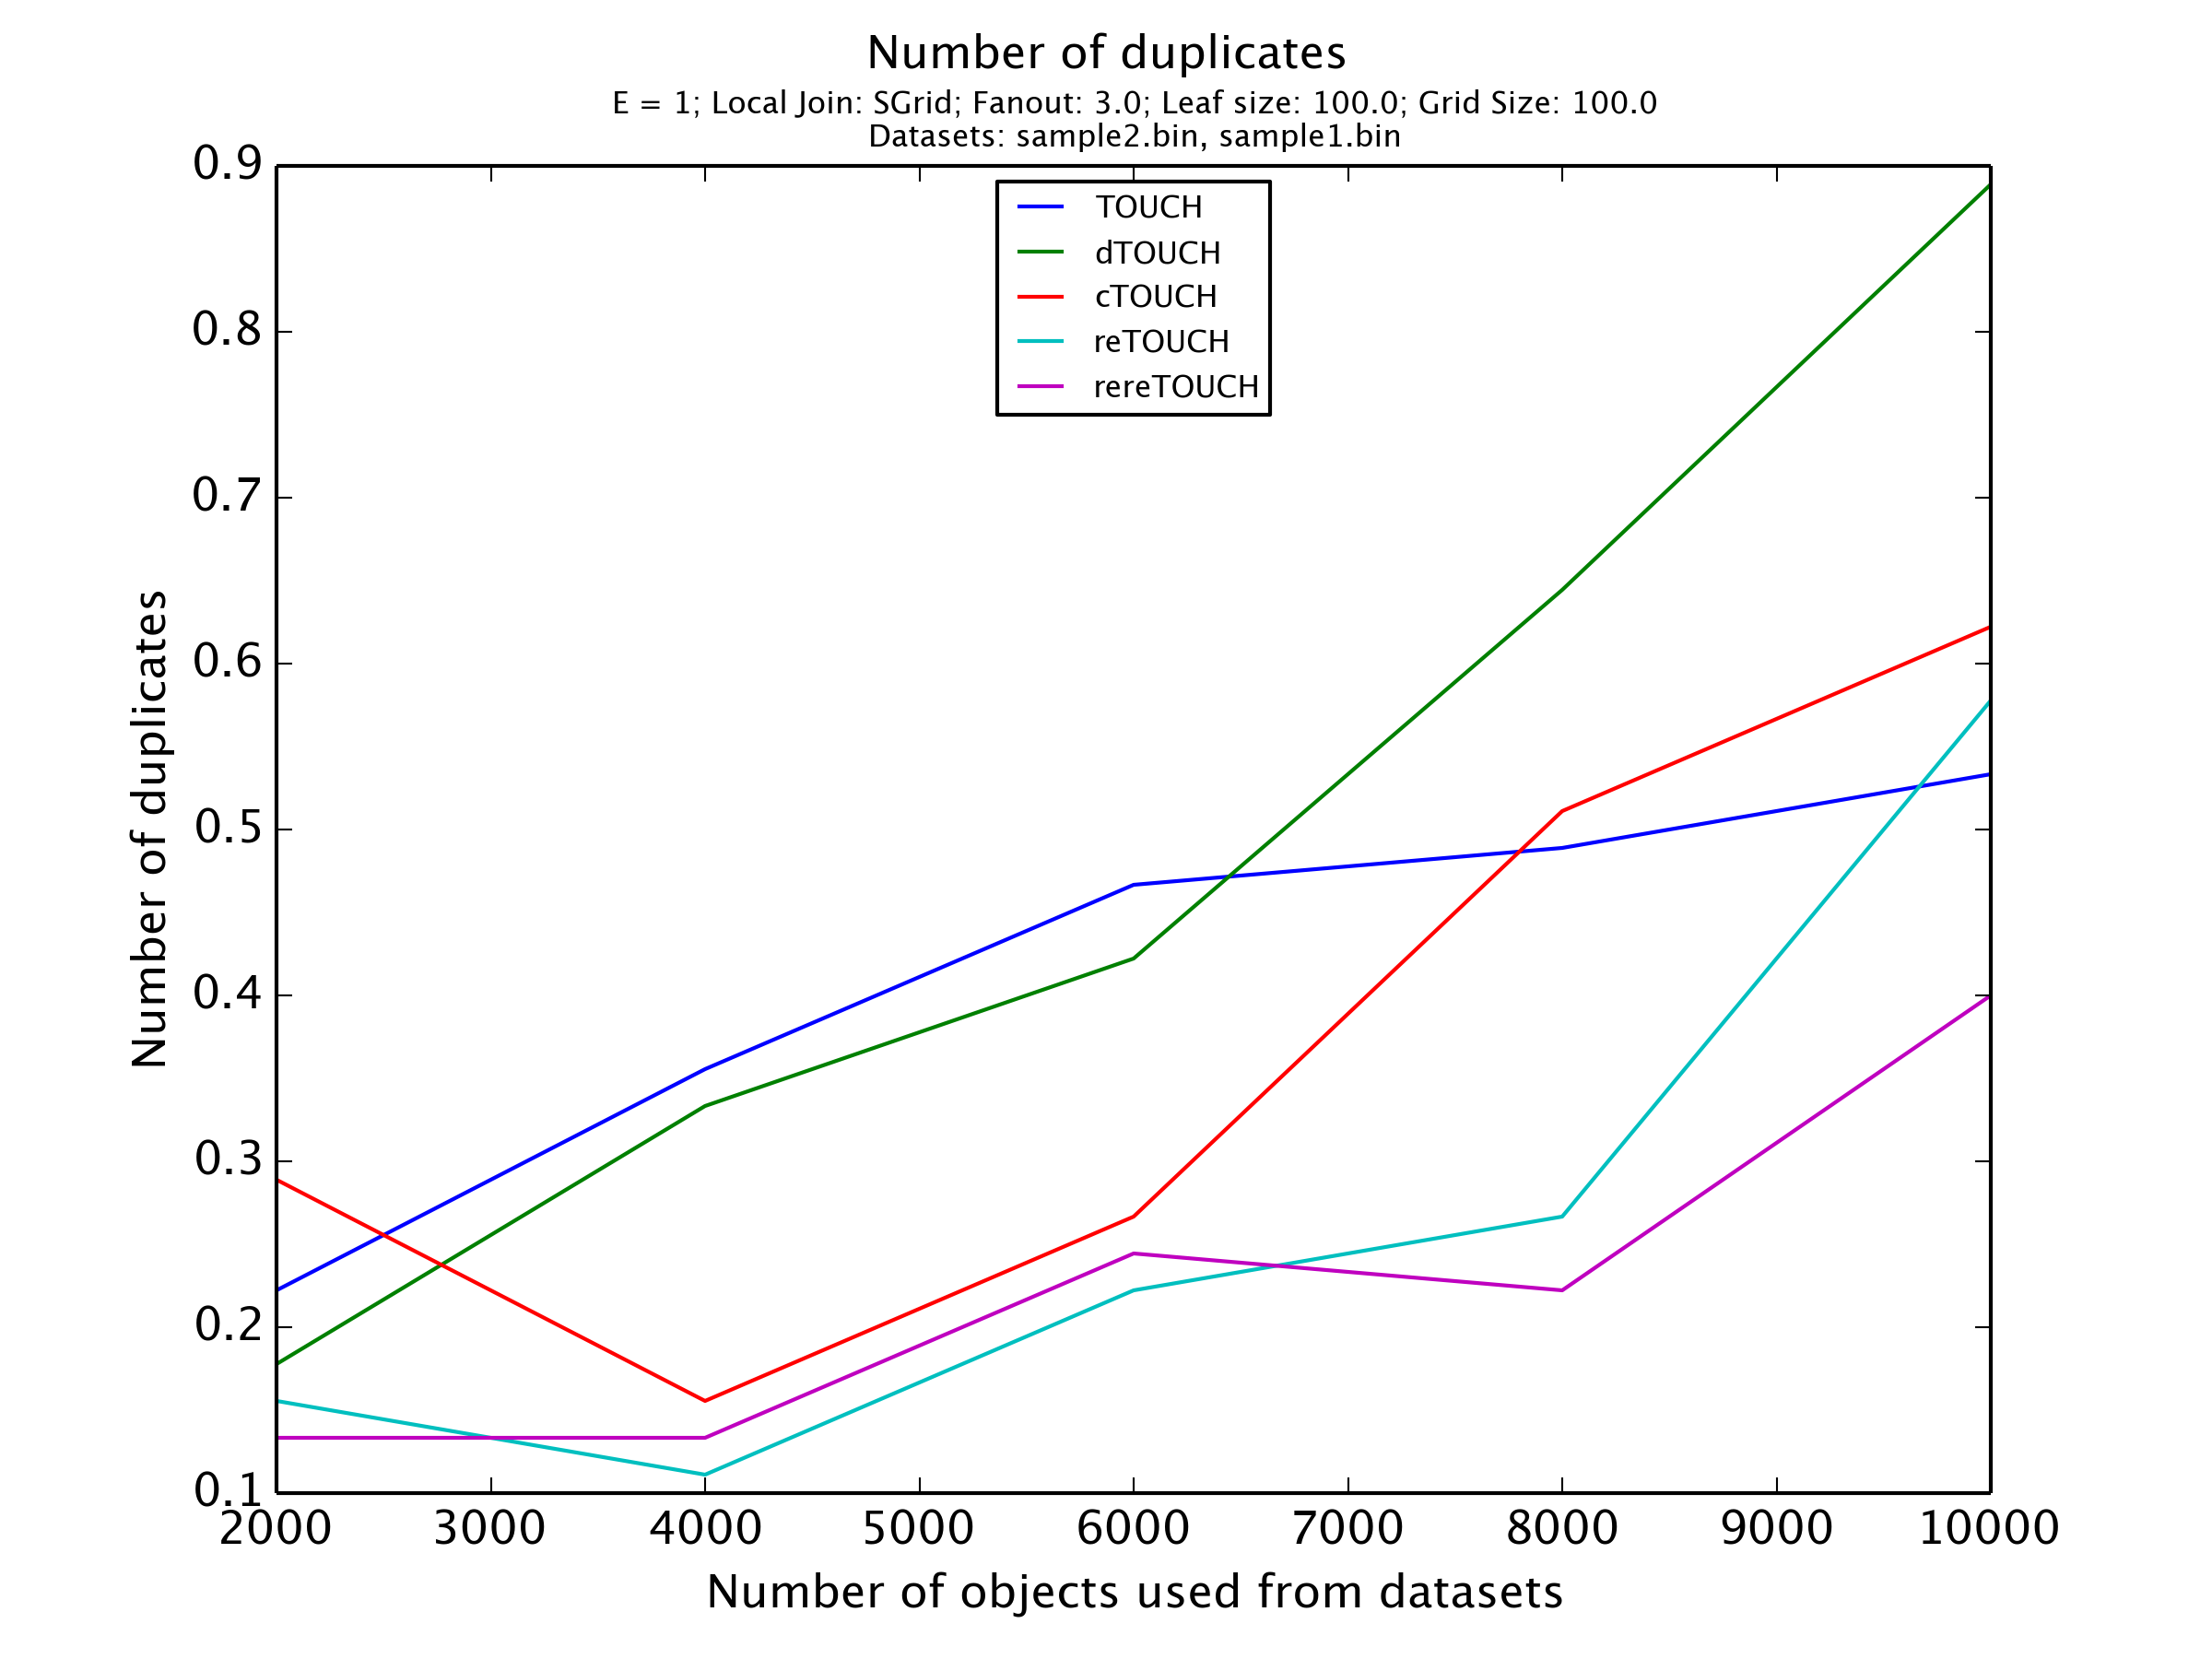 Number of duplicates
E = 1; Local Join: SGrid; Fanout: 3.0; Leaf size: 100.0; Grid Size: 100.0
Datasets: sample2.bin, sample1.bin
TOUCH
dTOUCH
cTOUCH
reTOUCH
rereTOUCH
Number of duplicates
0.9
0.8
0.7
0.6
0.5
0.4
0.3
0.2
0.1
2000 3000 4000 5000 6000 7000 8000 9000 10000
Number of objects used from datasets